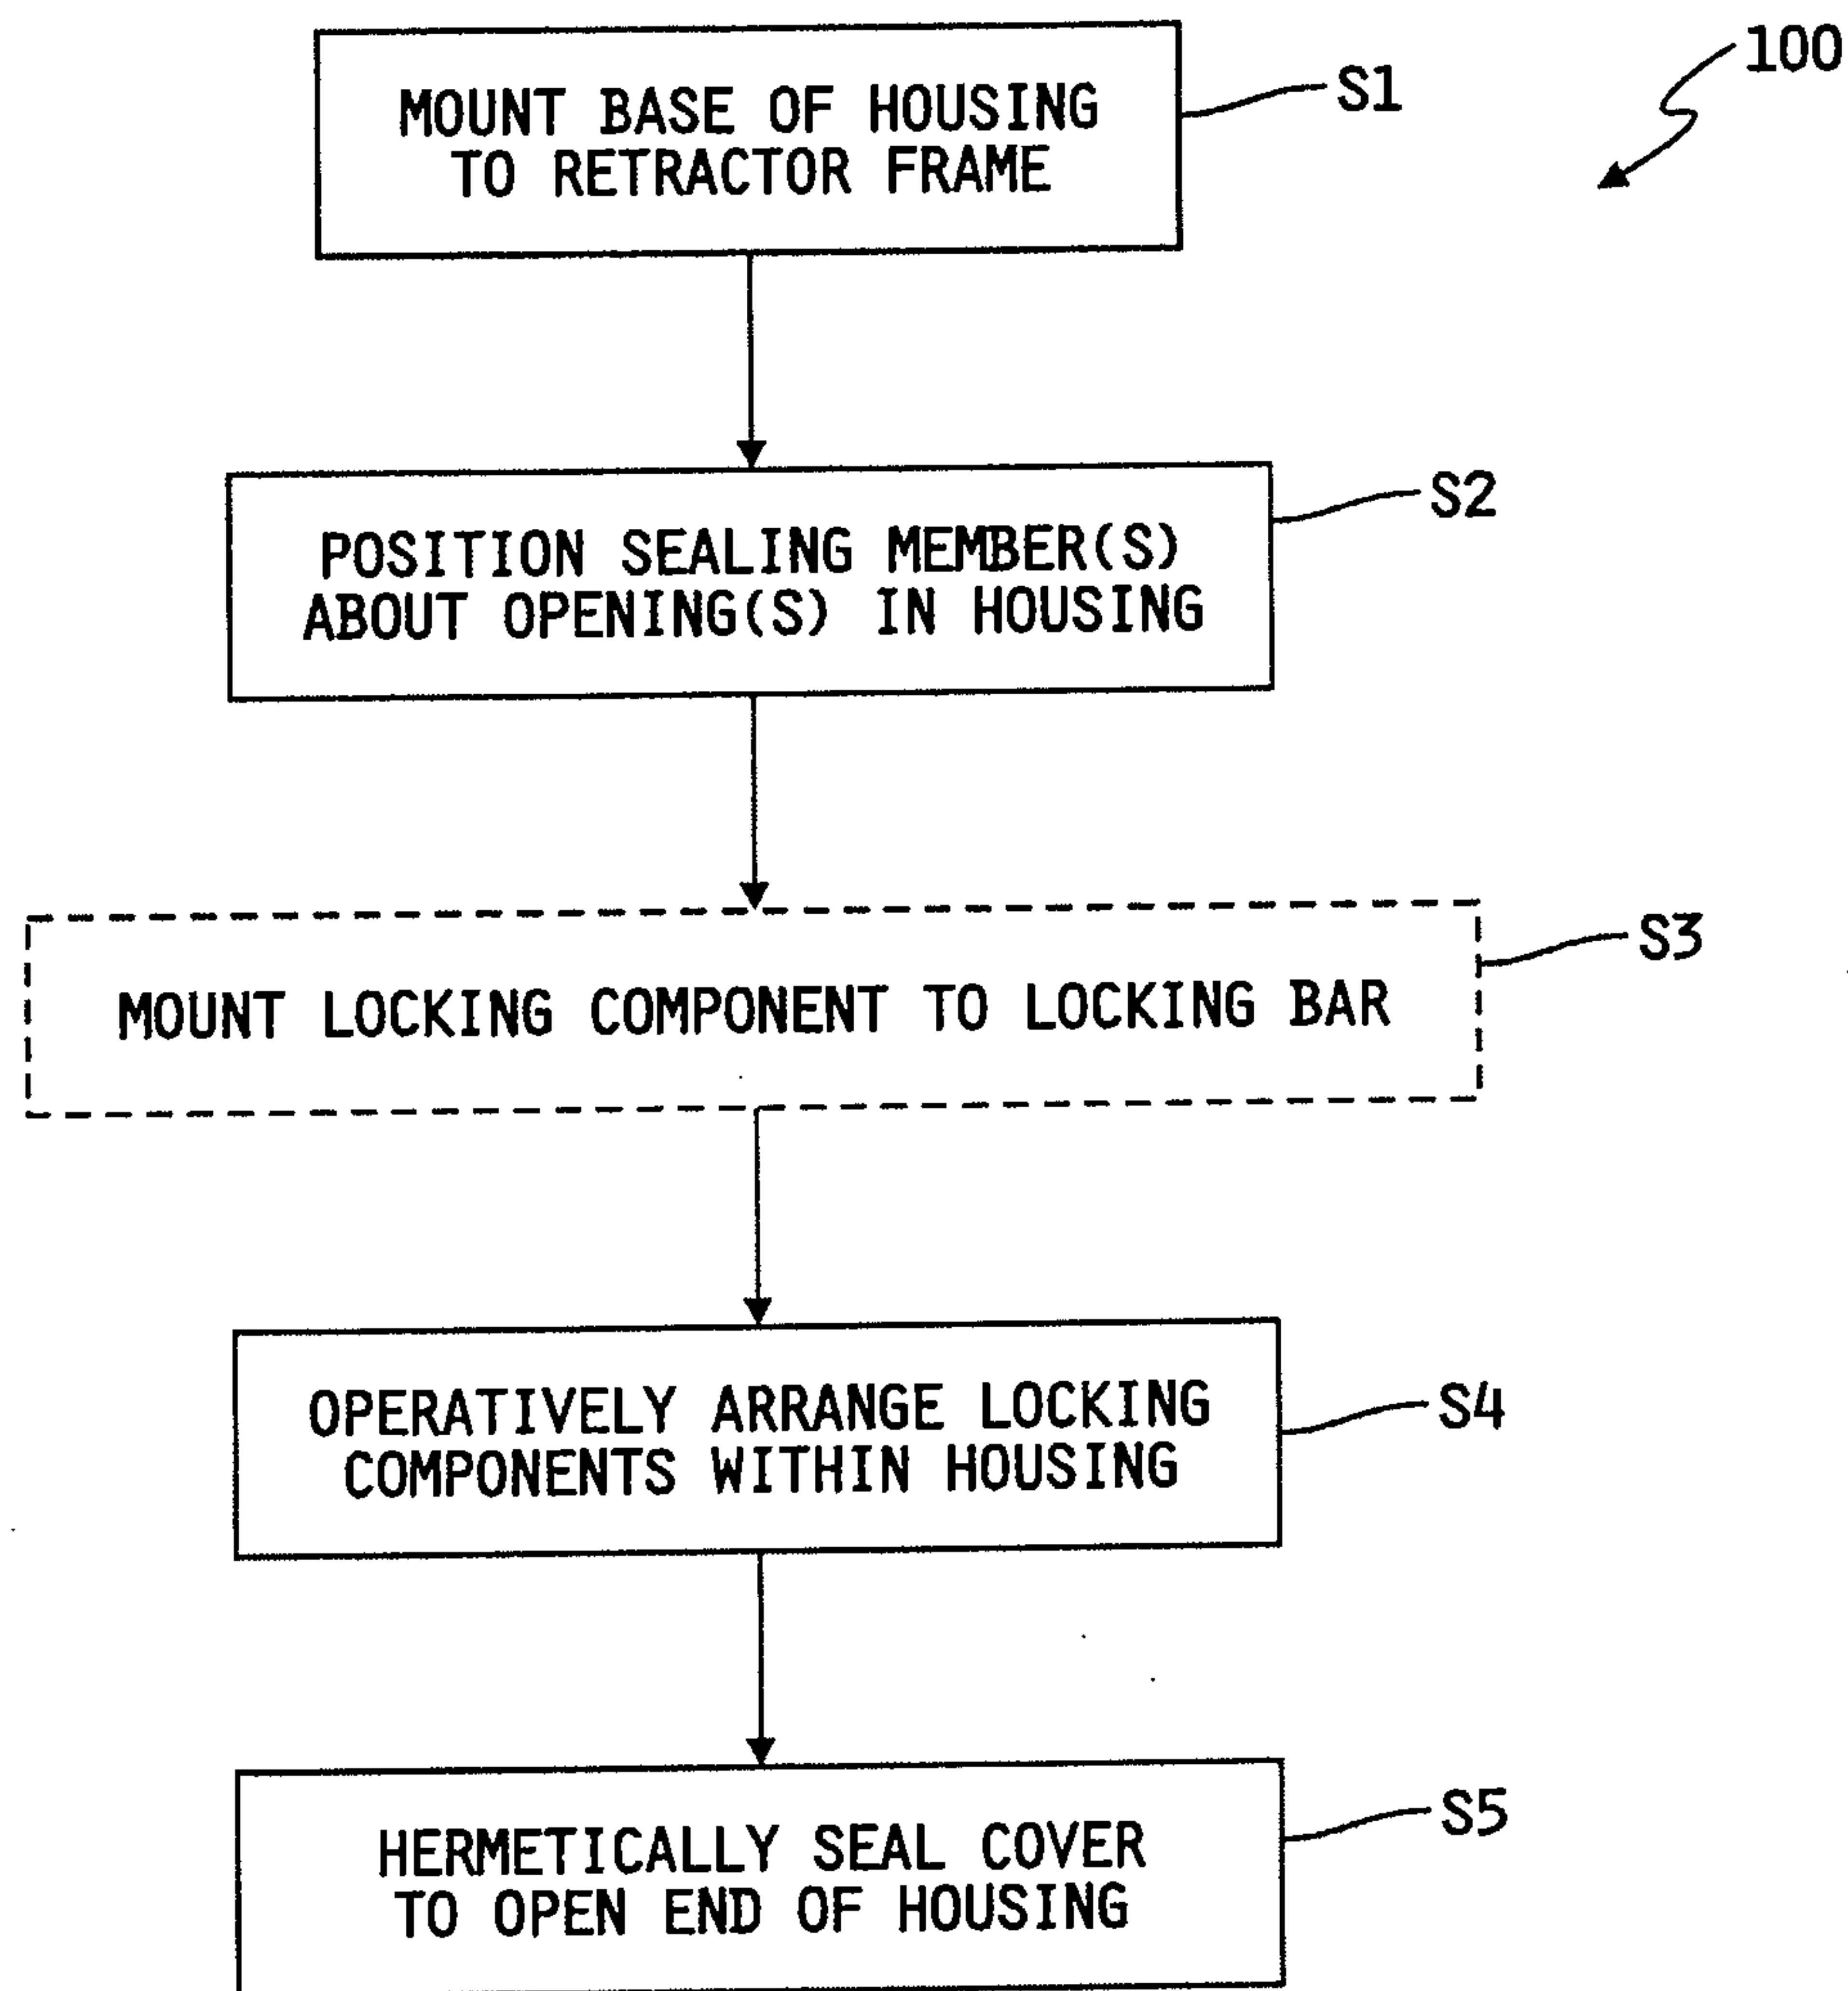 100
MOUNT BASE OF HOUSING
TO RETRACTOR FRAME
S1
POSITION SEALING MEMBER(S)
ABOUT OPENING(S) IN HOUSING
S2
MOUNT LOCKING COMPONENT TO LOCKING BAR
S3
OPERATIVELY ARRANGE LOCKING
COMPONENTS WITHIN HOUSING
S4
HERMETICALLY SEAL COVER
TO OPEN END OF HOUSING
S5